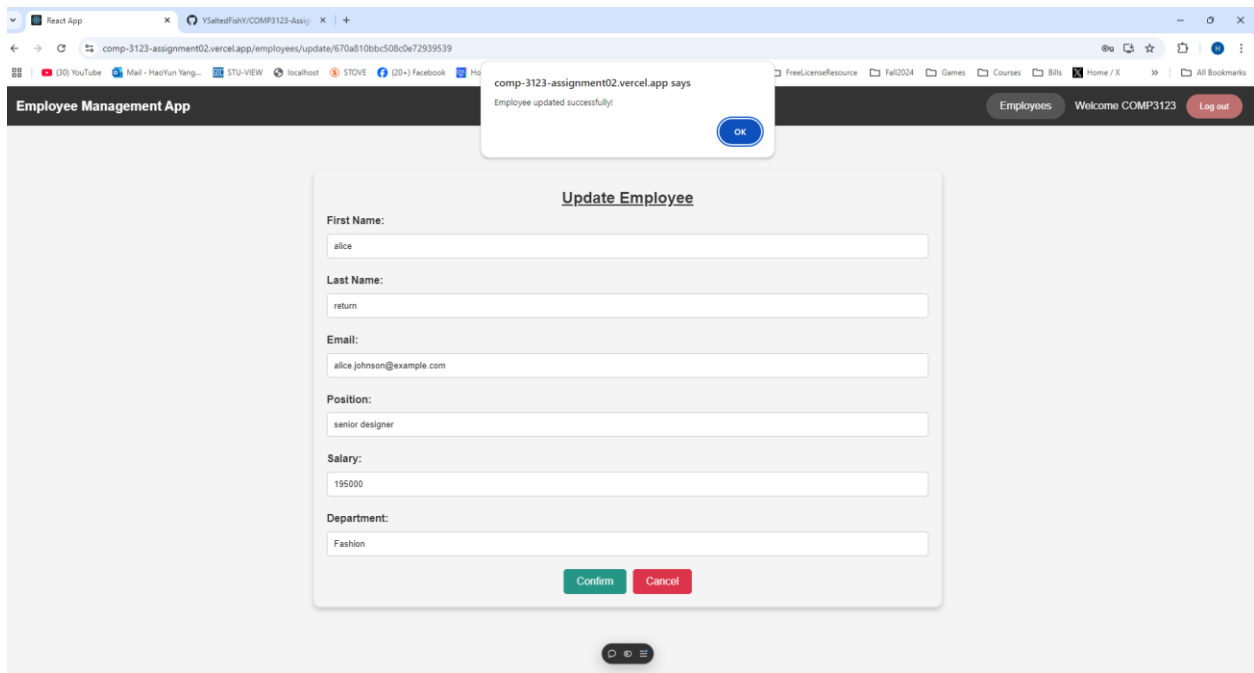 React App
YSaltedFishY/COMP3123-Assig
comp-3123-assignment02.vercel.app/employees/update/670a810bbc508c0e72939539
(30) YouTube Mail - HaoYun Yang... STU-VIEW localhost STOVE (20+) Facebook Ho FreeLicenseResource Fall2024 Games Courses Bills Home / X » All Bookmarks
comp-3123-assignment02.vercel.app says
Employee updated successfully!
OK
Employee Management App
Employees Welcome COMP3123 Log out
Update Employee
First Name:
alice
Last Name:
return
Email:
alice.johnson@example.com
Position:
senior designer
Salary:
195000
Department:
Fashion
Confirm Cancel